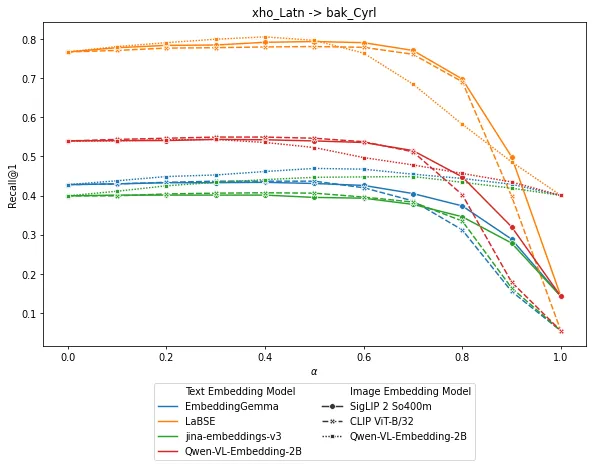 xho_Latn -> bak_Cyrl
Recall@1
0.8
0.7
0.6
0.5
0.4
0.3
0.2
0.1
0.0 0.2 0.4 0.6 0.8 1.0
α
Text Embedding Model
EmbeddingGemma
LaBSE
jina-embeddings-v3
Qwen-VL-Embedding-2B
Image Embedding Model
SigLIP 2 So400m
CLIP ViT-B/32
Qwen-VL-Embedding-2B